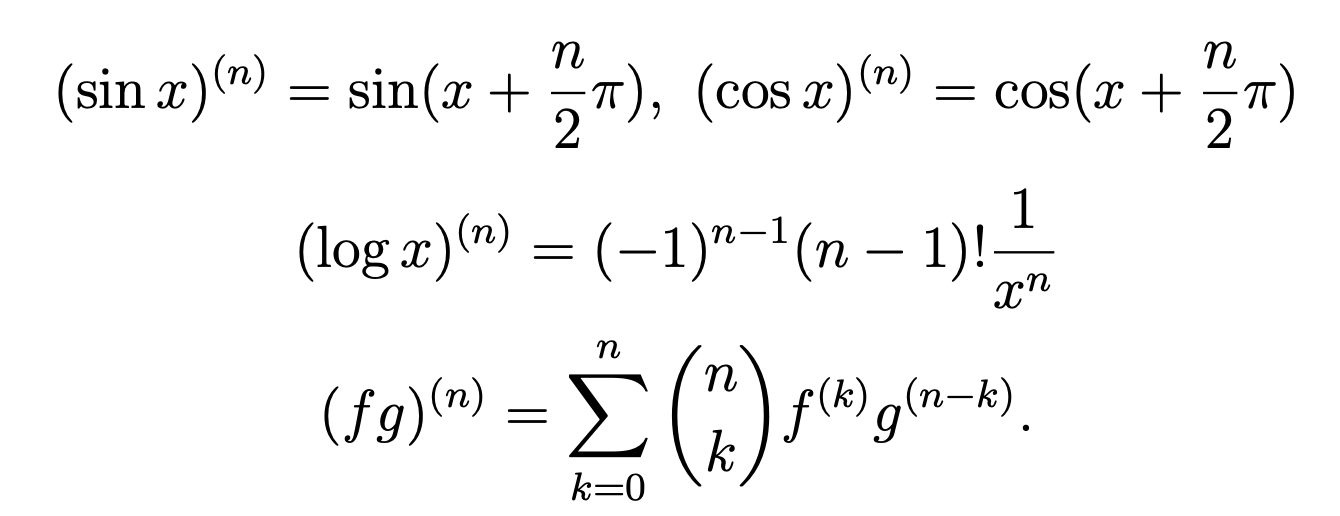 (sin x)^{(n)} = sin(x + \frac{n}{2}π), (cos x)^{(n)} = cos(x + \frac{n}{2}π)
(log x)^{(n)} = (−1)^{n−1}(n − 1)!\frac{1}{x^n}
(fg)^{(n)} = \sum_{k=0}^{n} \binom{n}{k} f^{(k)}g^{(n−k)}.